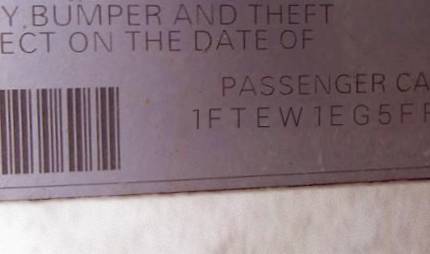 Y, BUMPER AND THEFT
ECT ON THE DATE OF
PASSENGER CA
1FTEW1EG5F